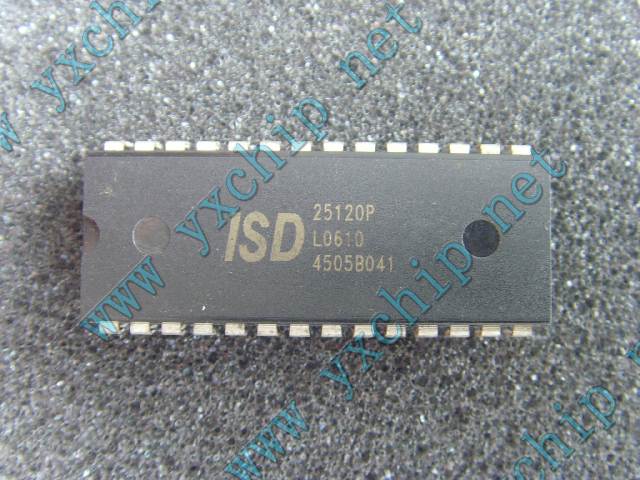 www yxchip net
ISD
25120P
L0610
4505B041
www yxchip net
www yxchip net